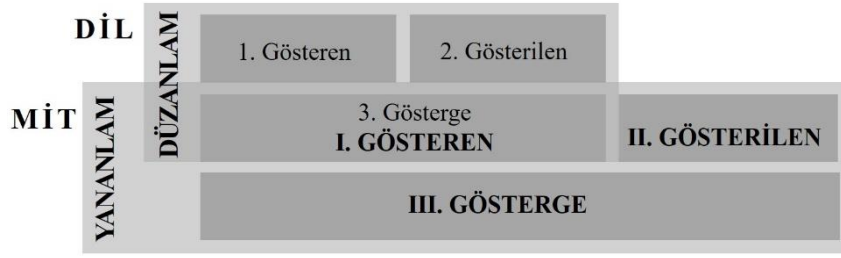 DİL
DÜZANLAM
1. Gösteren
2. Gösterilen
MİT
YANANLAM
3. Gösterge
I. GÖSTEREN
II. GÖSTERİLEN
III. GÖSTERGE